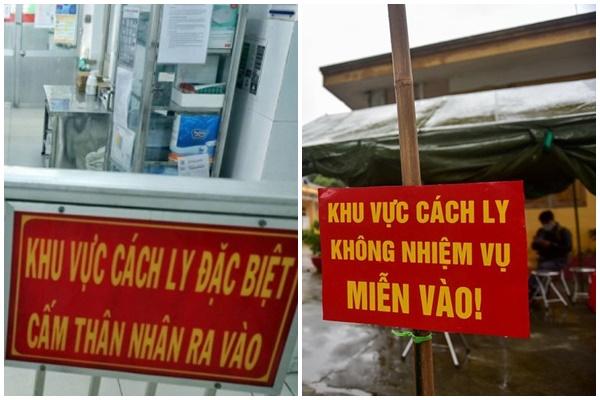 KHU VỰC CÁCH LY ĐẶC BIỆT
CẤM THÂN NHÂN RA VÀO
KHU VỰC CÁCH LY
KHÔNG NHIỆM VỤ
MIỄN VÀO!